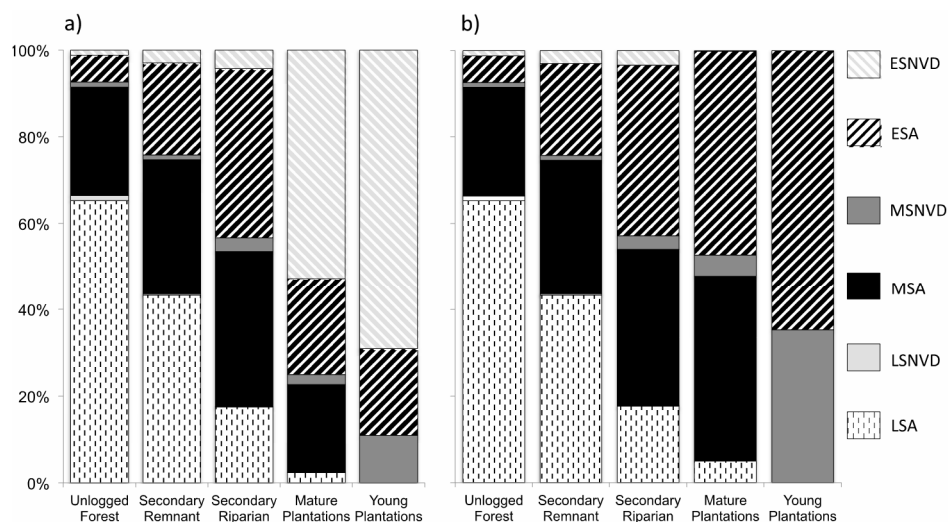 a)
b)
100%
80%
60%
40%
20%
0%
Unlogged Forest
Secondary Remnant
Secondary Riparian
Mature Plantations
Young Plantations
Unlogged Forest
Secondary Remnant
Secondary Riparian
Mature Plantations
Young Plantations
ESNVD
ESA
MSNVD
MSA
LSNVD
LSA